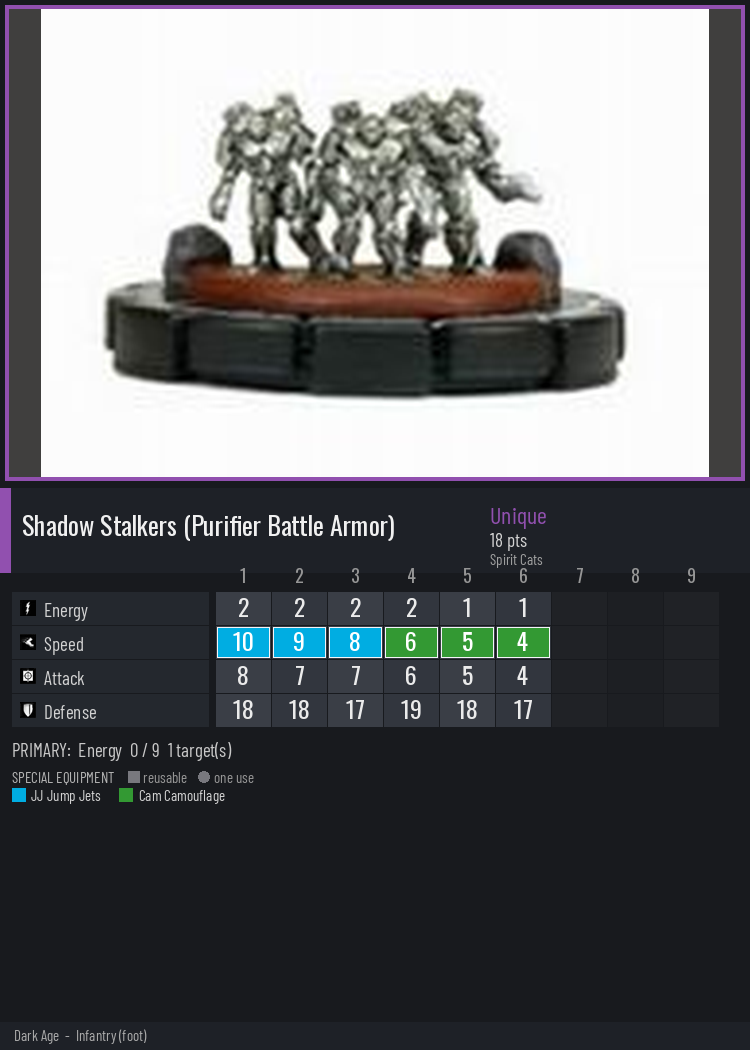 Shadow Stalkers (Purifier Battle Armor)
Unique
18 pts
Spirit Cats
1 2 3 4 5 6 7 8 9
Energy 2 2 2 2 1 1
Speed 10 9 8 6 5 4
Attack 8 7 7 6 5 4
Defense 18 18 17 19 18 17
PRIMARY: Energy 0 / 9 1 target(s)
SPECIAL EQUIPMENT reusable one use
JJ Jump Jets Cam Camouflage
Dark Age - Infantry (foot)